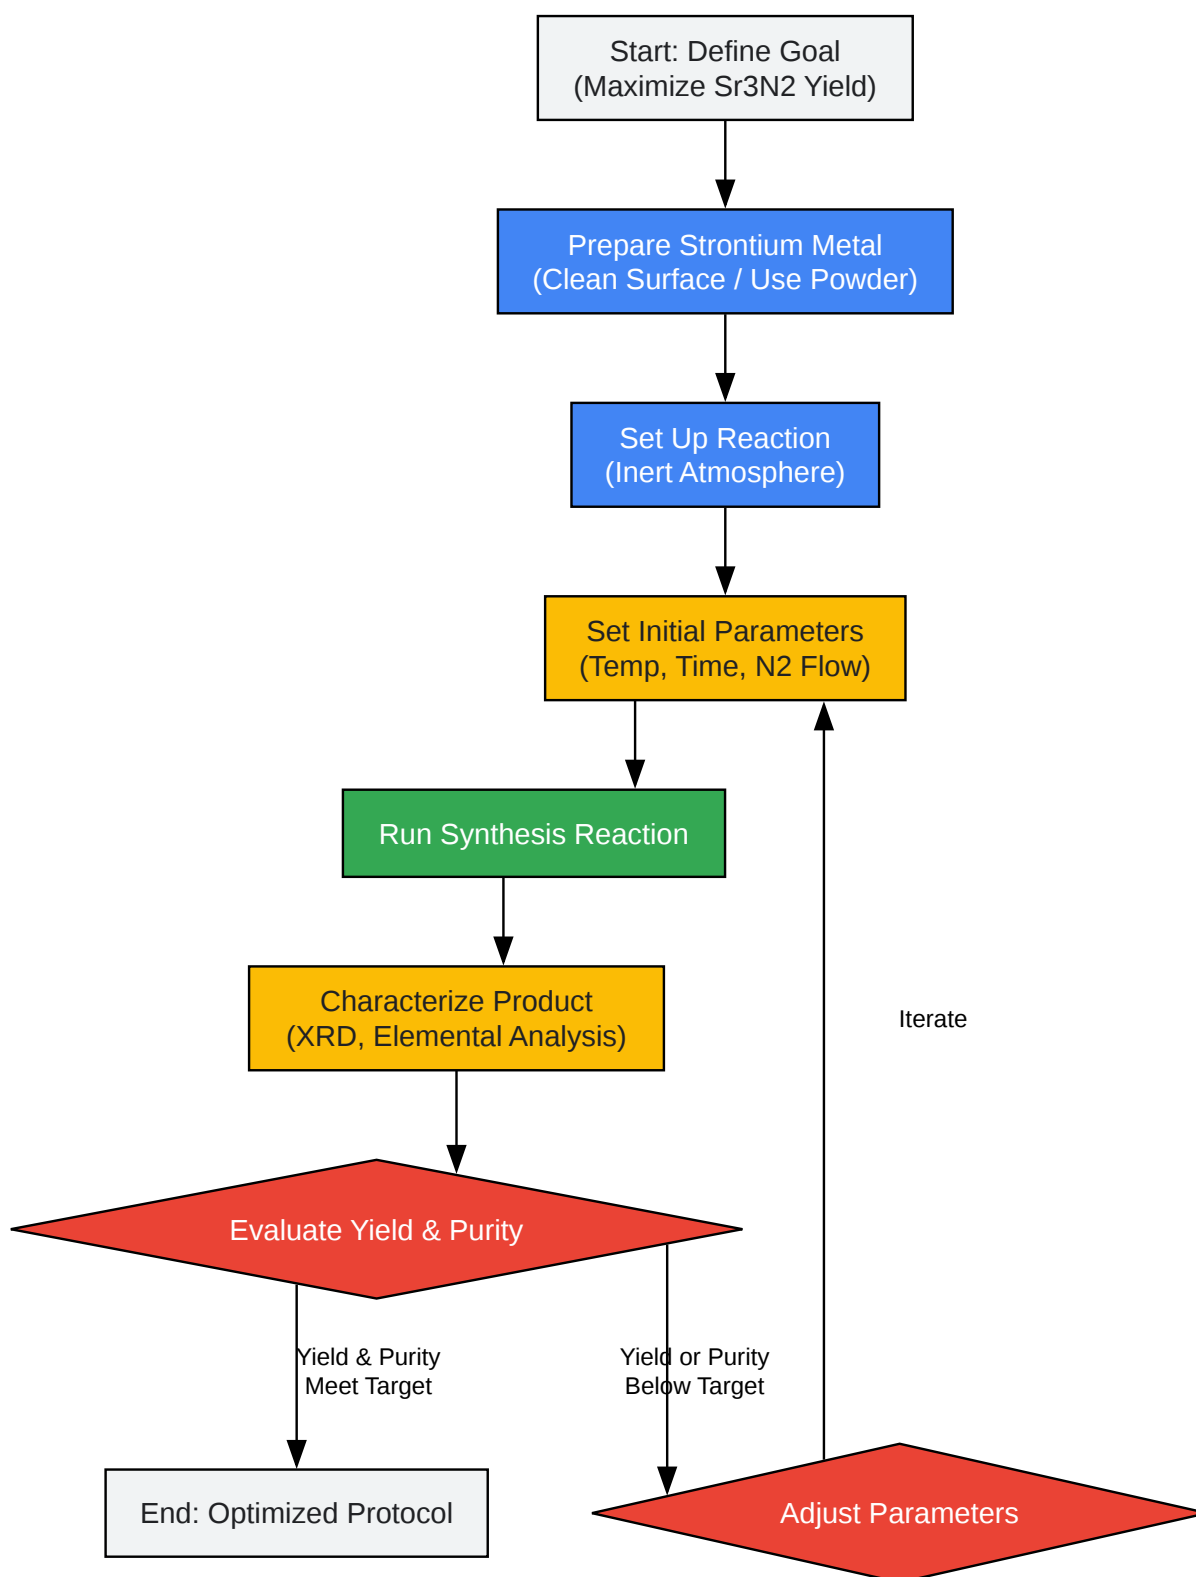 Start: Define Goal
(Maximize Sr3N2 Yield)
Prepare Strontium Metal
(Clean Surface / Use Powder)
Set Up Reaction
(Inert Atmosphere)
Set Initial Parameters
(Temp, Time, N2 Flow)
Run Synthesis Reaction
Characterize Product
(XRD, Elemental Analysis)
Iterate
Evaluate Yield & Purity
Yield & Purity
Meet Target
Yield or Purity
Below Target
End: Optimized Protocol
Adjust Parameters